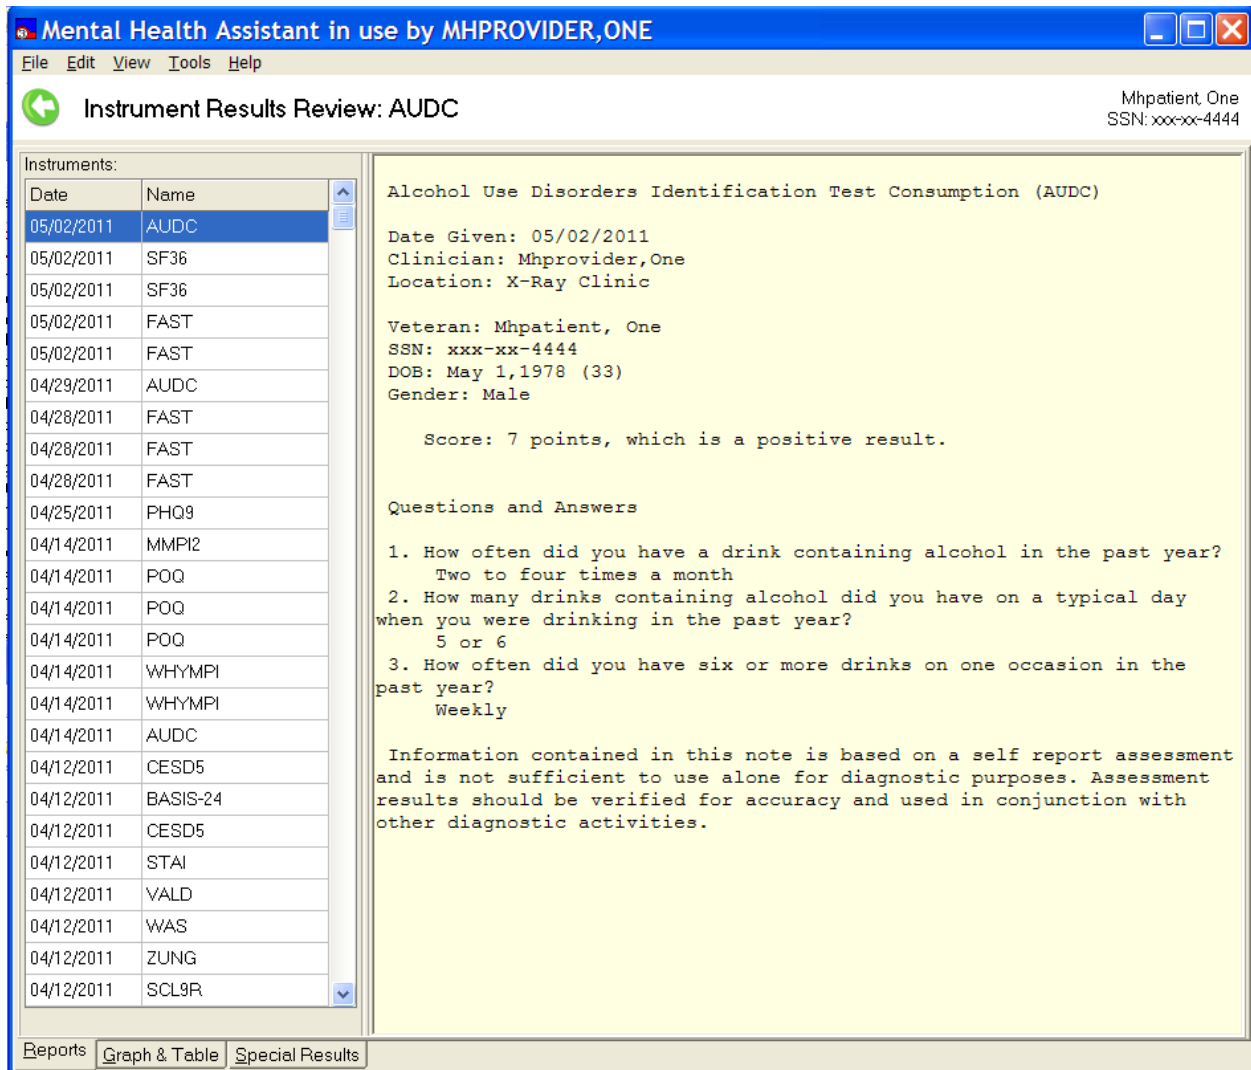 Mental Health Assistant in use by MHPROVIDER,ONE
File Edit View Tools Help
Instrument Results Review: AUDC
Mhpatient, One
SSN: xxx-xx-4444
Instruments:
Date Name
05/02/2011 AUDC
05/02/2011 SF36
05/02/2011 SF36
05/02/2011 FAST
05/02/2011 FAST
04/29/2011 AUDC
04/28/2011 FAST
04/28/2011 FAST
04/28/2011 FAST
04/25/2011 PHQ9
04/14/2011 MMPI2
04/14/2011 POQ
04/14/2011 POQ
04/14/2011 POQ
04/14/2011 WHYMPI
04/14/2011 WHYMPI
04/14/2011 AUDC
04/12/2011 CESD5
04/12/2011 BASIS-24
04/12/2011 CESD5
04/12/2011 STAI
04/12/2011 VALD
04/12/2011 WAS
04/12/2011 ZUNG
04/12/2011 SCL9R
Alcohol Use Disorders Identification Test Consumption (AUDC)
Date Given: 05/02/2011
Clinician: Mhprovider,One
Location: X-Ray Clinic
Veteran: Mhpatient, One
SSN: xxx-xx-4444
DOB: May 1,1978 (33)
Gender: Male
Score: 7 points, which is a positive result.
Questions and Answers
1. How often did you have a drink containing alcohol in the past year?
Two to four times a month
2. How many drinks containing alcohol did you have on a typical day
when you were drinking in the past year?
5 or 6
3. How often did you have six or more drinks on one occasion in the
past year?
Weekly
Information contained in this note is based on a self report assessment
and is not sufficient to use alone for diagnostic purposes. Assessment
results should be verified for accuracy and used in conjunction with
other diagnostic activities.
Reports Graph & Table Special Results